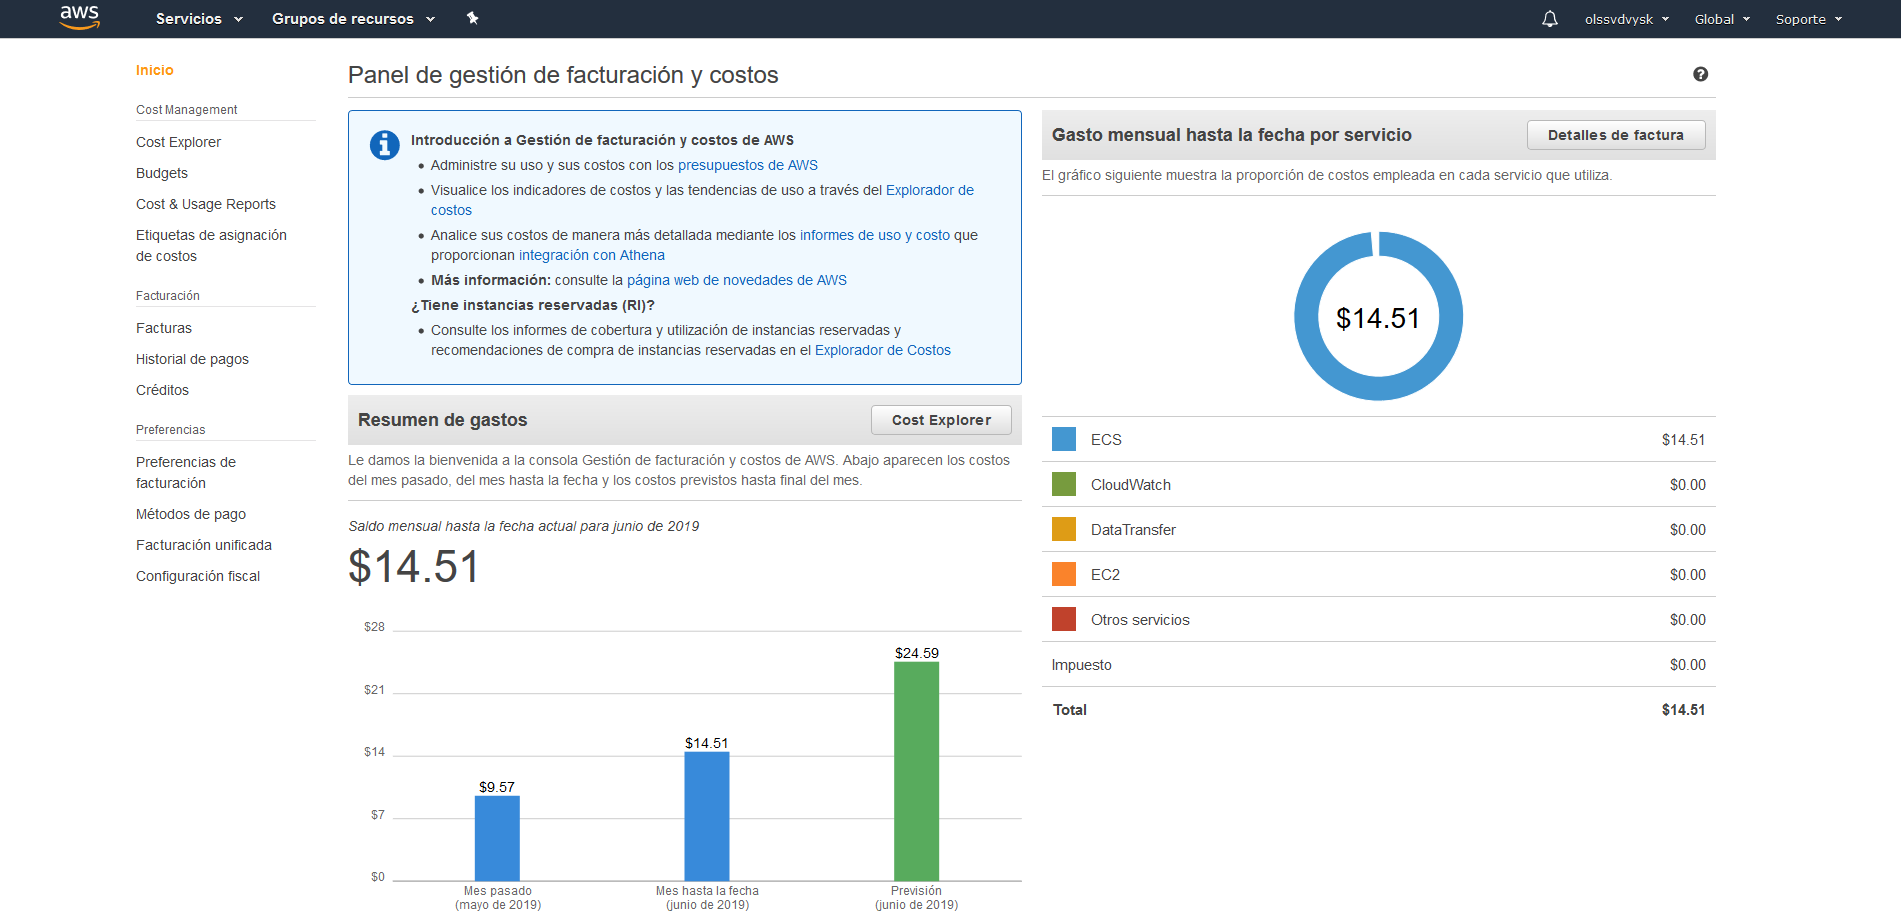 aws
Servicios
Grupos de recursos
olssvdvysk
Global
Soporte
Inicio
Cost Management
Cost Explorer
Budgets
Cost & Usage Reports
Etiquetas de asignación
de costos
Facturación
Facturas
Historial de pagos
Créditos
Preferencias
Preferencias de
facturación
Métodos de pago
Facturación unificada
Configuración fiscal
Panel de gestión de facturación y costos
Introducción a Gestión de facturación y costos de AWS
Administre su uso y sus costos con los presupuestos de AWS
Visualice los indicadores de costos y las tendencias de uso a través del Explorador de
costos
Analice sus costos de manera más detallada mediante los informes de uso y costo que
proporcionan integración con Athena
Más información: consulte la página web de novedades de AWS
¿Tiene instancias reservadas (RI)?
Consulte los informes de cobertura y utilización de instancias reservadas y
recomendaciones de compra de instancias reservadas en el Explorador de Costos
Resumen de gastos
Cost Explorer
Le damos la bienvenida a la consola Gestión de facturación y costos de AWS. Abajo aparecen los costos
del mes pasado, del mes hasta la fecha y los costos previstos hasta final del mes.
Saldo mensual hasta la fecha actual para junio de 2019
$14.51
$28
$21
$14
$7
$0
$9.57
$14.51
$24.59
Mes pasado
(mayo de 2019)
Mes hasta la fecha
(junio de 2019)
Previsión
(junio de 2019)
Gasto mensual hasta la fecha por servicio
Detalles de factura
El gráfico siguiente muestra la proporción de costos empleada en cada servicio que utiliza.
$14.51
ECS $14.51
CloudWatch $0.00
DataTransfer $0.00
EC2 $0.00
Otros servicios $0.00
Impuesto $0.00
Total $14.51